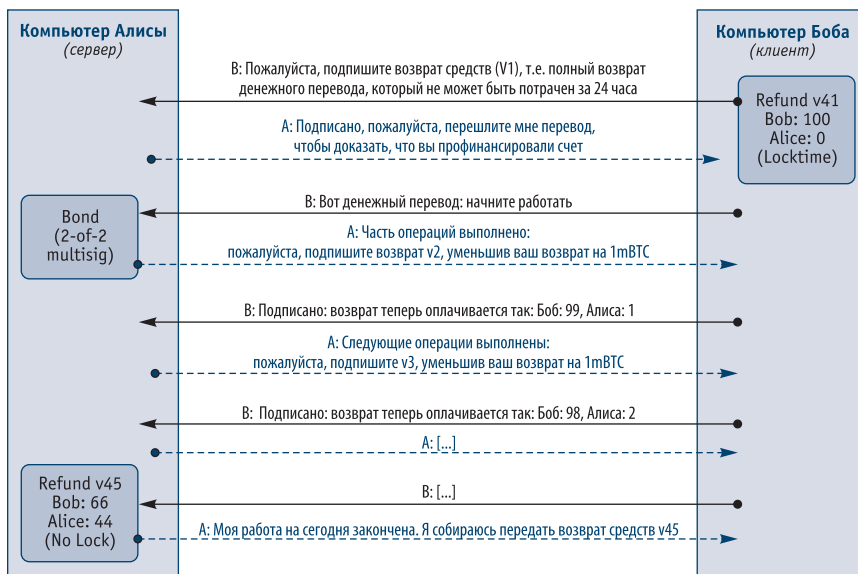 Компьютер Алисы
(сервер)
Компьютер Боба
(клиент)
В: Пожалуйста, подпишите возврат средств (V1), т.е. полный возврат
денежного перевода, который не может быть потрачен за 24 часа
Refund v41
Bob: 100
Alice: 0
(Locktime)
А: Подписано, пожалуйста, перешлите мне перевод,
чтобы доказать, что вы профинансировали счет
В: Вот денежный перевод: начните работать
Bond
(2-of-2
multisig)
А: Часть операций выполнено:
пожалуйста, подпишите возврат v2, уменьшив ваш возврат на 1mBTC
В: Подписано: возврат теперь оплачивается так: Боб: 99, Алиса: 1
А: Следующие операции выполнены:
пожалуйста, подпишите v3, уменьшив ваш возврат на 1mBTC
В: Подписано: возврат теперь оплачивается так: Боб: 98, Алиса: 2
А: [...]
Refund v45
Bob: 66
Alice: 44
(No Lock)
В: [...]
А: Моя работа на сегодня закончена. Я собираюсь передать возврат средств v45